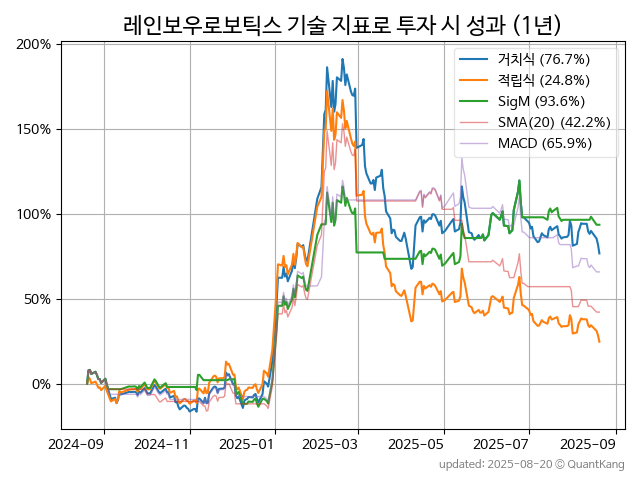 레인보우로보틱스 기술 지표로 투자 시 성과 (1년)
200%
150%
100%
50%
0%
거치식 (76.7%)
적립식 (24.8%)
SigM (93.6%)
SMA(20) (42.2%)
MACD (65.9%)
2024-09
2024-11
2025-01
2025-03
2025-05
2025-07
2025-09
updated: 2025-08-20 © QuantKang